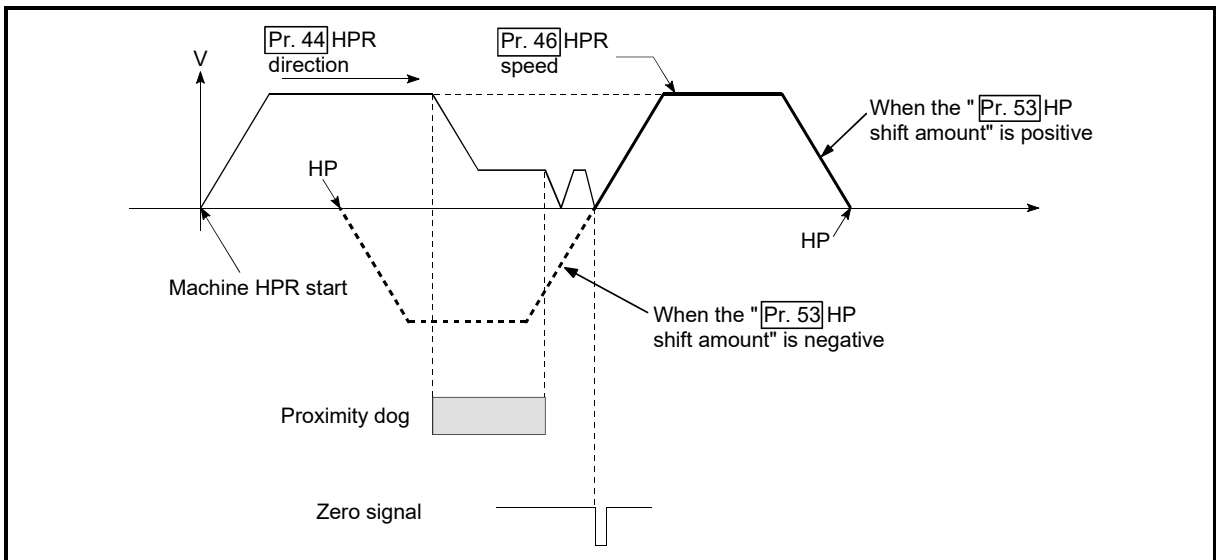 Pr. 44 HPR
direction
Pr. 46 HPR
speed
V
When the " Pr. 53 HP
shift amount" is positive
HP
HP
Machine HPR start
When the " Pr. 53 HP
shift amount" is negative
Proximity dog
Zero signal